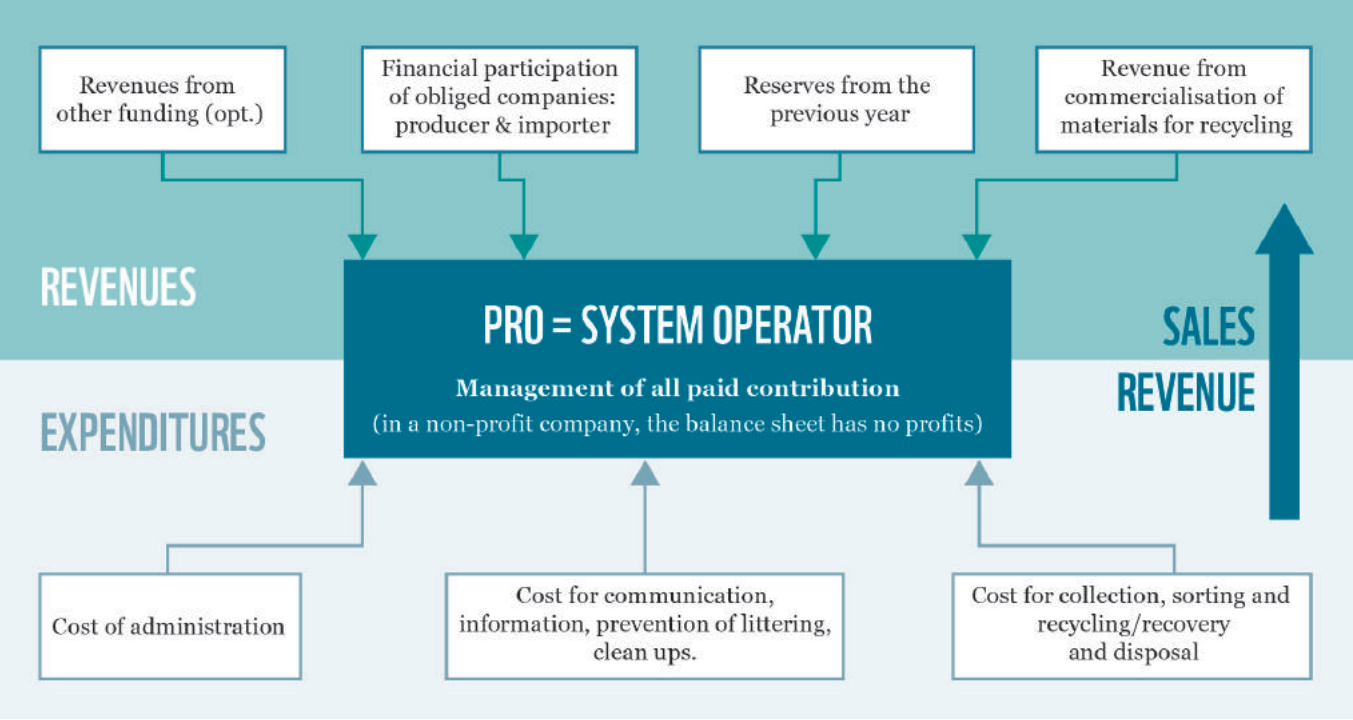 Revenues from
other funding (opt.)
Financial participation
of obliged companies:
producer & importer
Reserves from the
previous year
Revenue from
commercialisation of
materials for recycling
REVENUES
PRO = SYSTEM OPERATOR
Management of all paid contribution
(in a non-profit company, the balance sheet has no profits)
SALES
REVENUE
EXPENDITURES
Cost of administration
Cost for communication,
information, prevention of littering,
clean ups.
Cost for collection, sorting and
recycling/recovery
and disposal